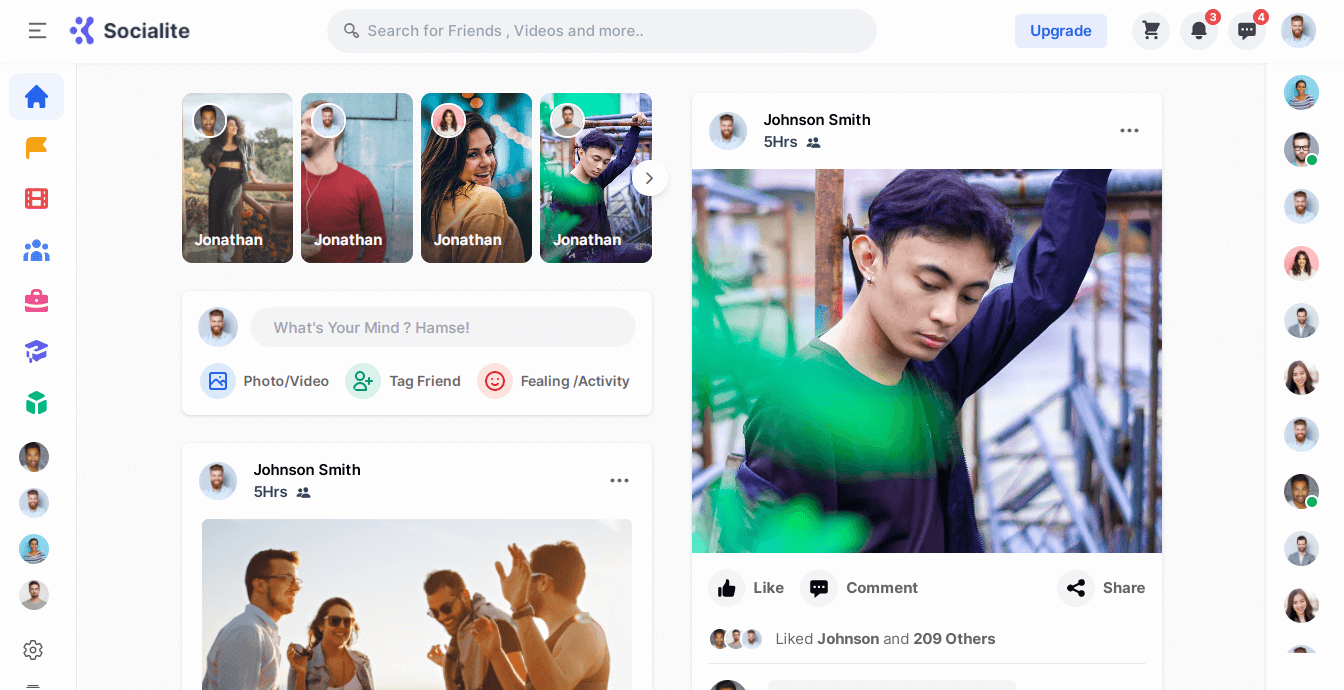 Socialite
Search for Friends , Videos and more..
Upgrade
3
4
Jonathan
Jonathan
Jonathan
Jonathan
What's Your Mind ? Hamse!
Photo/Video
Tag Friend
Fealing /Activity
Johnson Smith
5Hrs
Johnson Smith
5Hrs
Like
Comment
Share
Liked Johnson and 209 Others